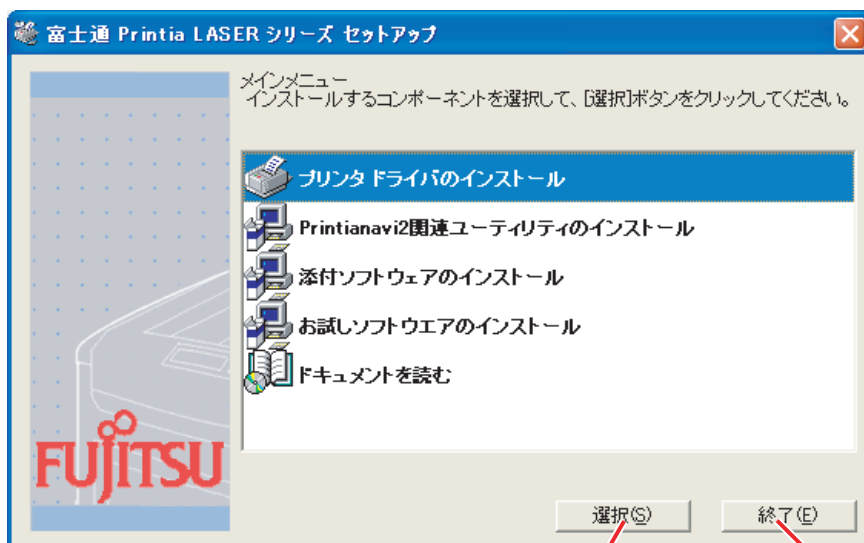 富士通 Printia LASER シリーズ セットアップ
メインメニュー
インストールするコンポーネントを選択して、[選択]ボタンをクリックしてください。
プリンタ ドライバのインストール
Printianavi2関連ユーティリティのインストール
添付ソフトウェアのインストール
お試しソフトウエアのインストール
ドキュメントを読む
FUJITSU
選択(S)
終了(E)